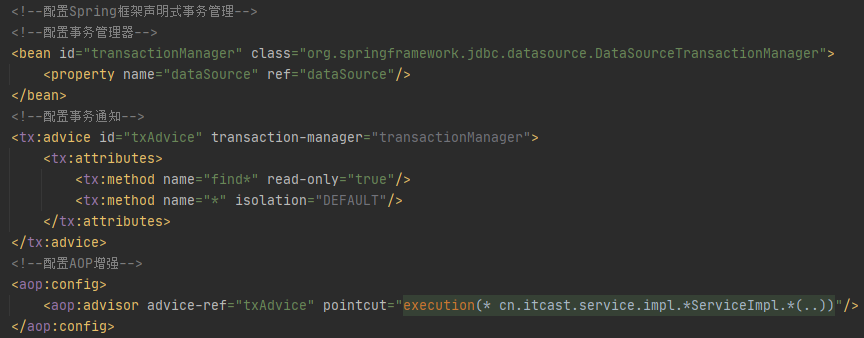 <!--配置Spring框架声明式事务管理-->
<!--配置事务管理器-->
<bean id="transactionManager" class="org.springframework.jdbc.datasource.DataSourceTransactionManager">
    <property name="dataSource" ref="dataSource"/>
</bean>
<!--配置事务通知-->
<tx:advice id="txAdvice" transaction-manager="transactionManager">
    <tx:attributes>
        <tx:method name="find*" read-only="true"/>
        <tx:method name="*" isolation="DEFAULT"/>
    </tx:attributes>
</tx:advice>
<!--配置AOP增强-->
<aop:config>
    <aop:advisor advice-ref="txAdvice" pointcut="execution(* cn.itcast.service.impl.*ServiceImpl.*(..))"/>
</aop:config>